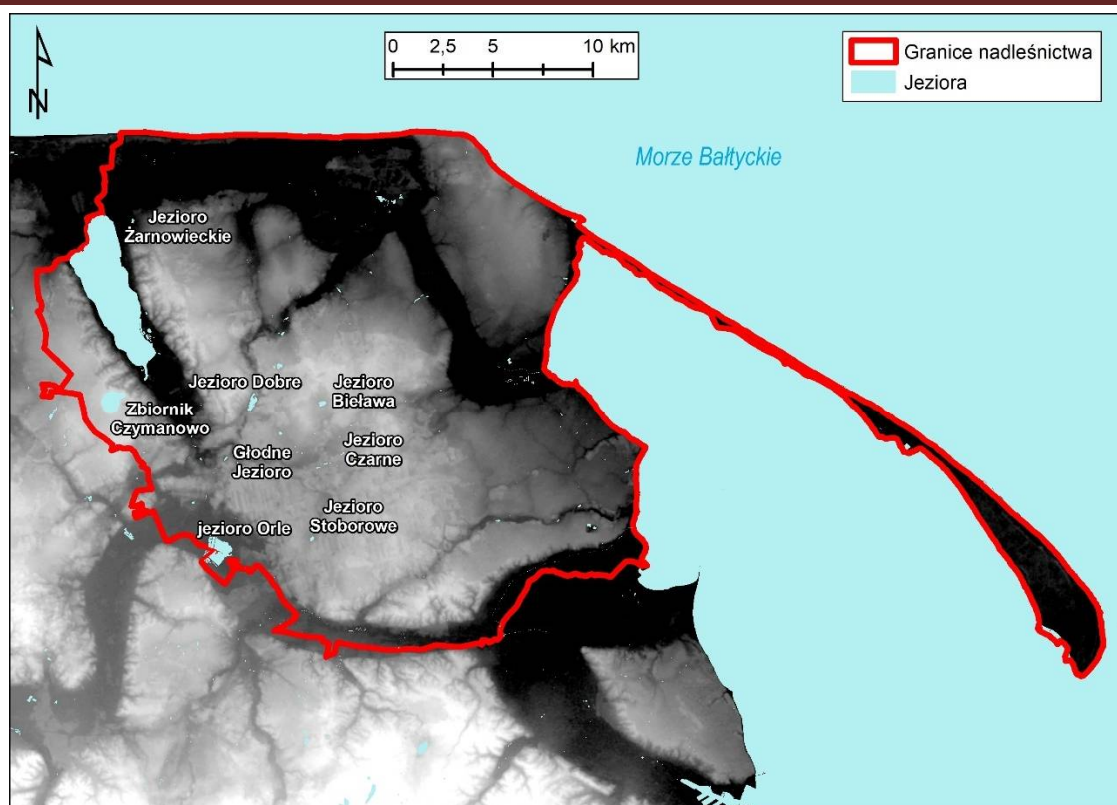 0 2,5 5 10 km
Granice nadleśnictwa
Jeziora
N
Morze Bałtyckie
Jezioro
Żarnowieckie
Jezioro Dobre
Jezioro
Bieława
Zbiornik
Czymanowo
Głodne
Jezioro
Jezioro
Czarne
Jezioro
Stoborowe
jezioro Orle